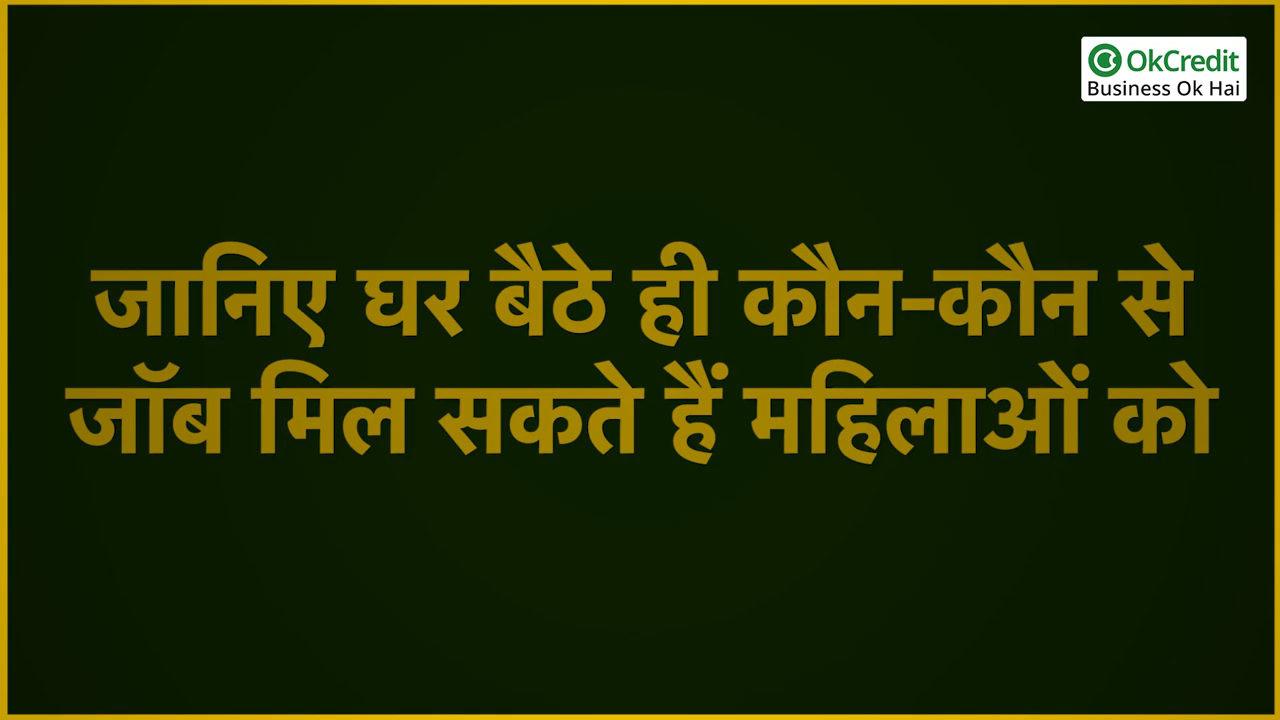 OkCredit
Business Ok Hai
जानिए घर बैठे ही कौन-कौन से
जॉब मिल सकते हैं महिलाओं को